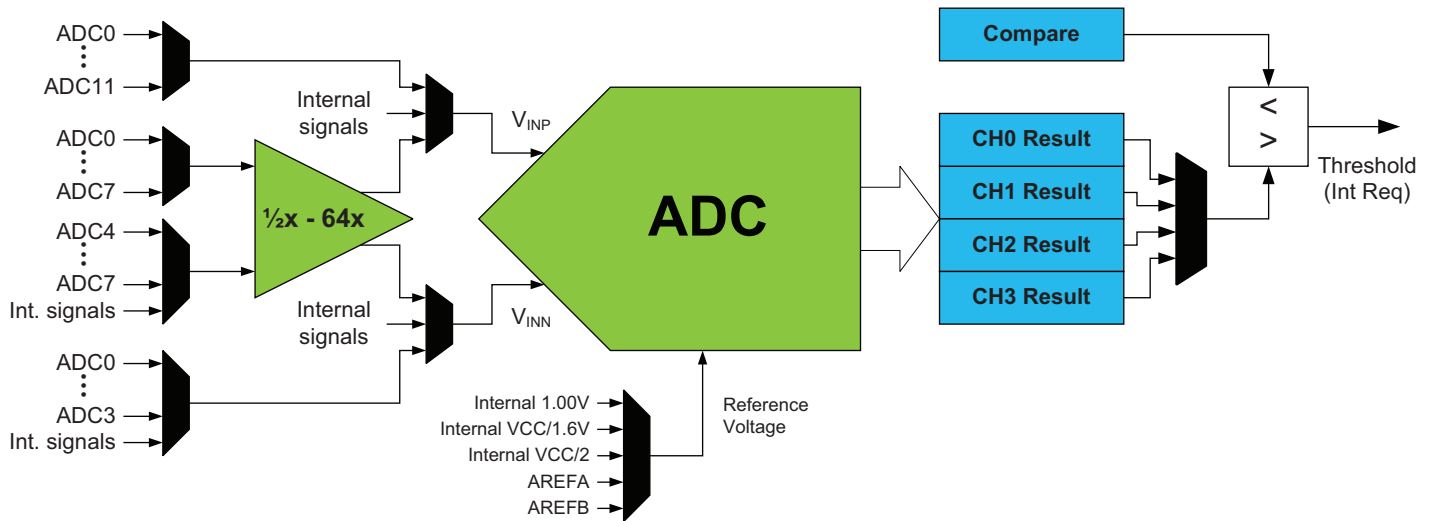 ADC0
ADC11
ADC0
ADC7
ADC4
ADC7
Int. signals
ADC0
ADC3
Int. signals
½x - 64x
Internal
signals
Internal
signals
VINP
VINN
ADC
Internal 1.00V
Internal VCC/1.6V
Internal VCC/2
AREFA
AREFB
Reference
Voltage
Compare
CH0 Result
CH1 Result
CH2 Result
CH3 Result
<
>
Threshold
(Int Req)